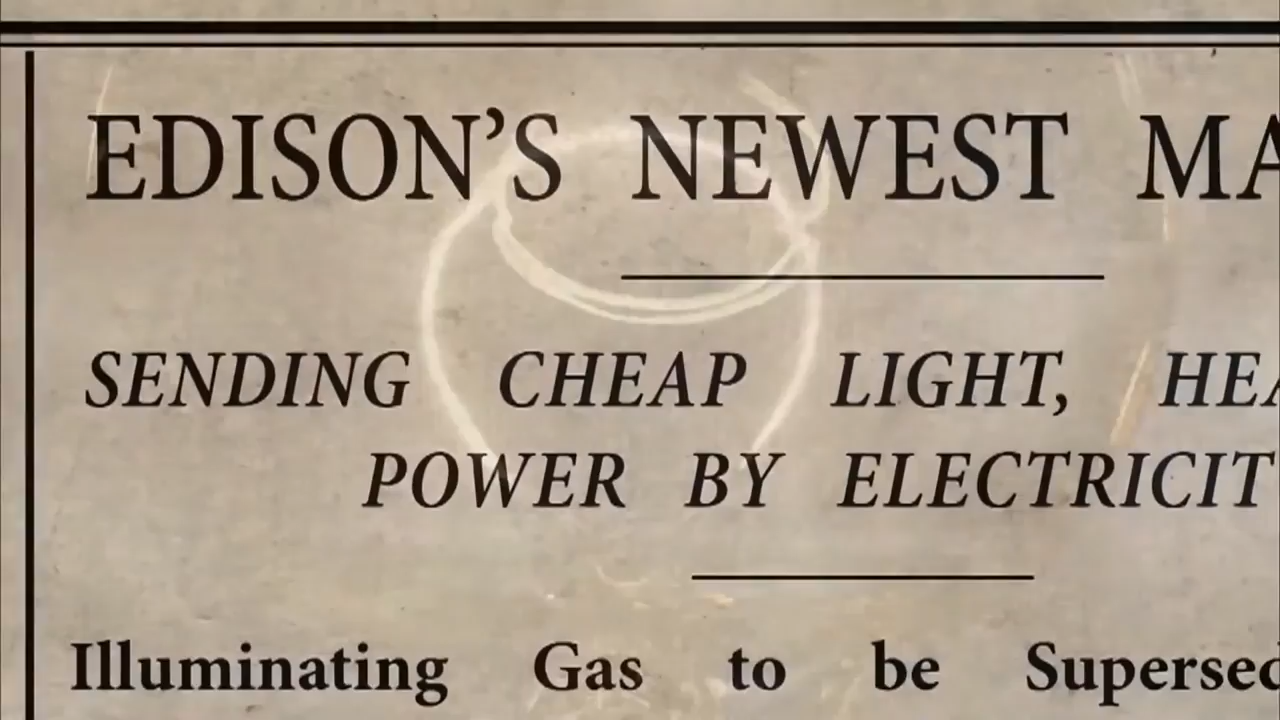 EDISON'S NEWEST MA
SENDING CHEAP LIGHT, HEA
POWER BY ELECTRICIT
Illuminating Gas to be Supersed